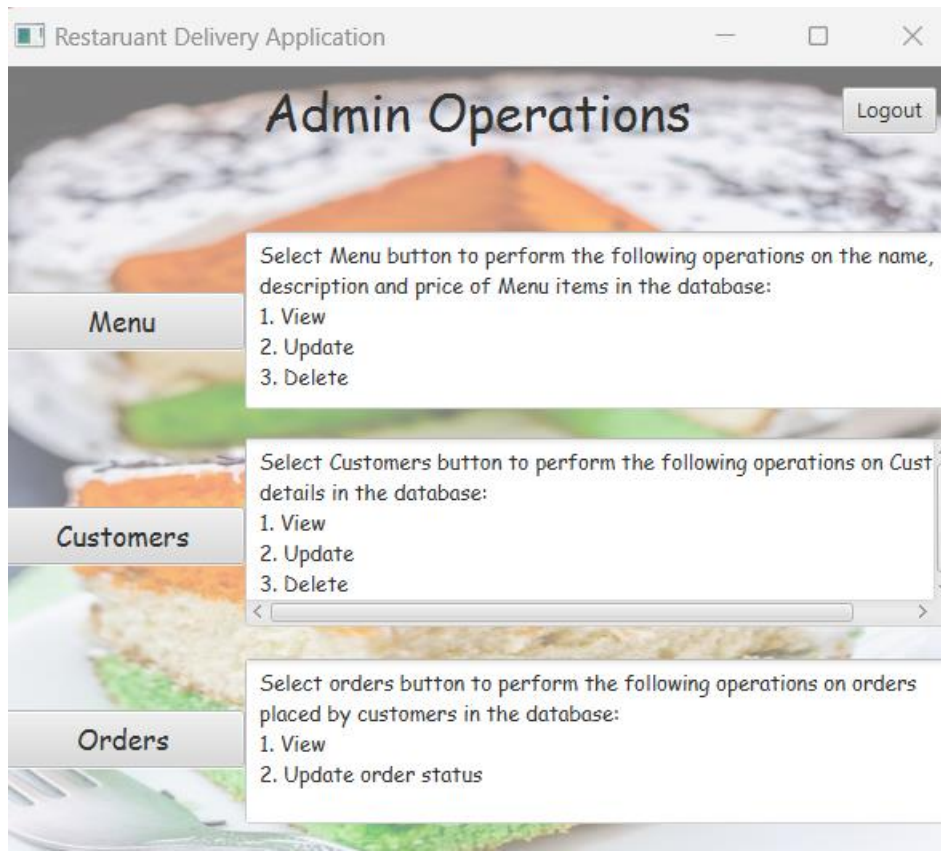 Restaruant Delivery Application
Admin Operations
Logout
Menu
Select Menu button to perform the following operations on the name,
description and price of Menu items in the database:
1. View
2. Update
3. Delete
Customers
Select Customers button to perform the following operations on Cust
details in the database:
1. View
2. Update
3. Delete
Orders
Select orders button to perform the following operations on orders
placed by customers in the database:
1. View
2. Update order status